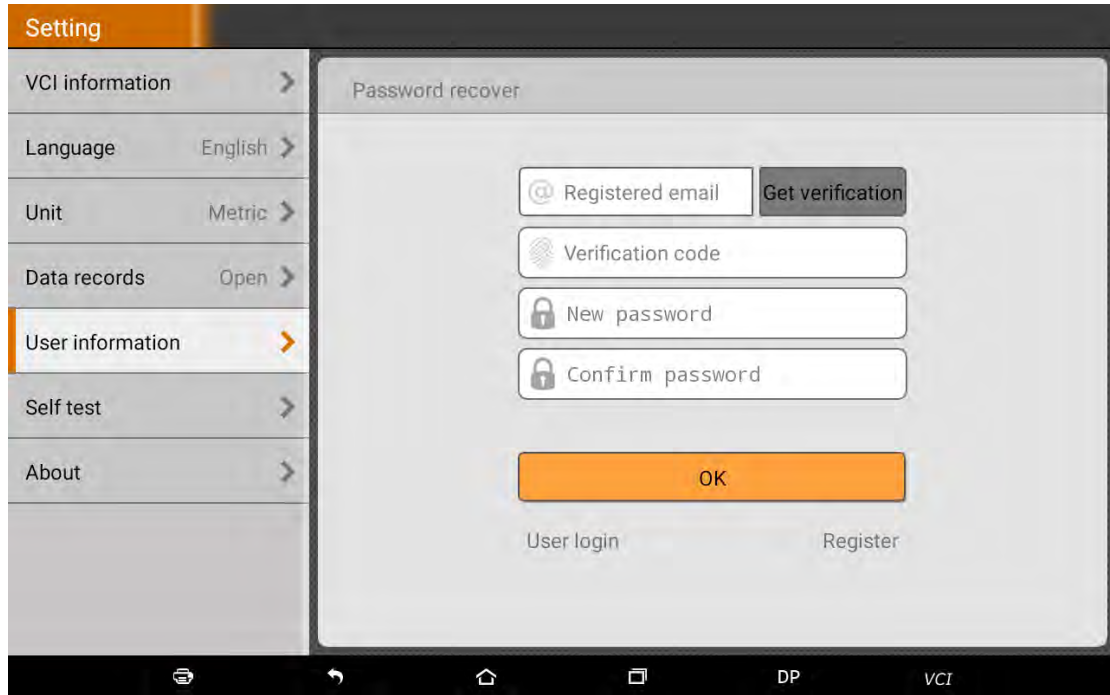 Setting
VCI information
Language English
Unit Metric
Data records Open
User information
Self test
About
Password recover
@ Registered email Get verification
Verification code
New password
Confirm password
OK
User login Register
DP VCI